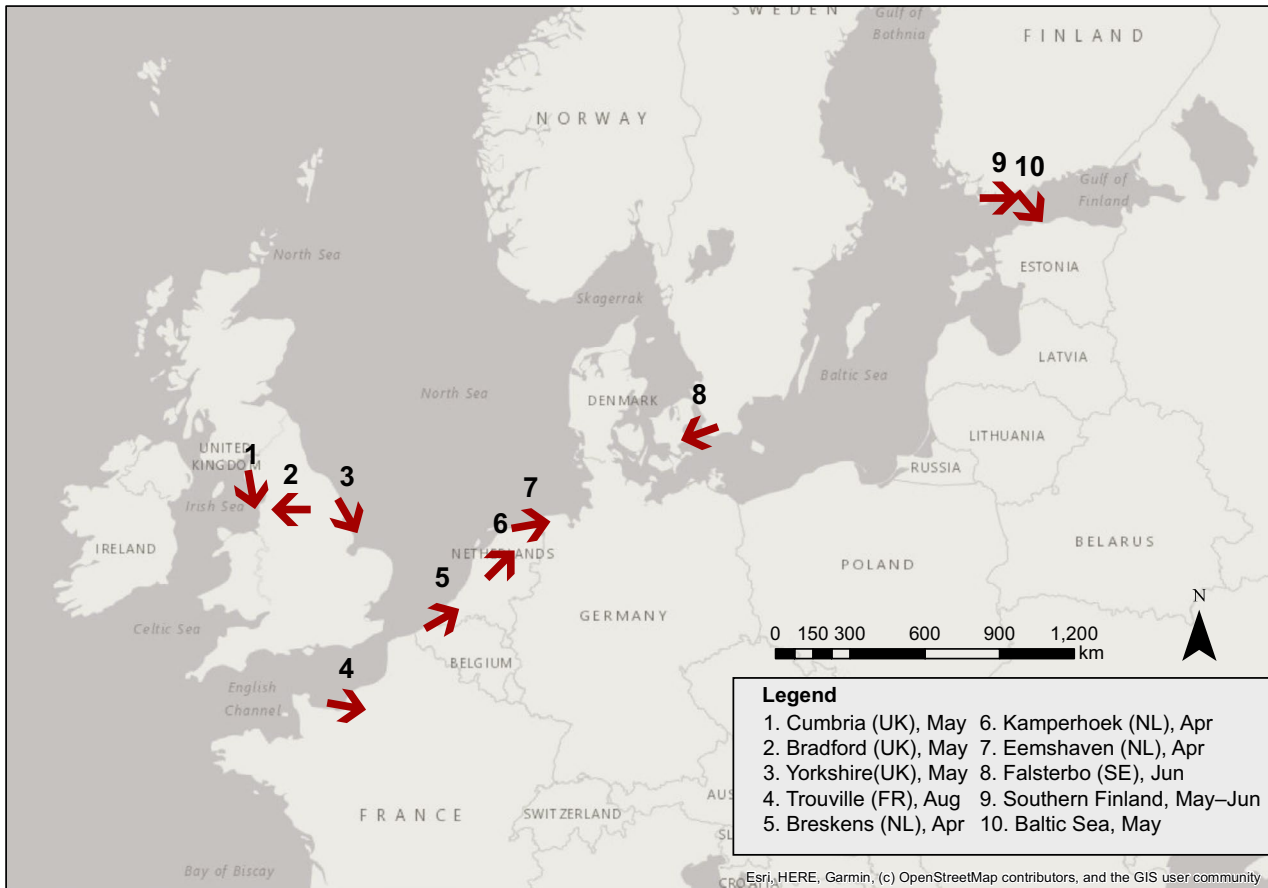 SWEDEN
Gulf of
Bothnia
FINLAND
NORWAY
9 10
Gulf of
Finland
North Sea
ESTONIA
Skagerrak
LATVIA
Baltic Sea
North Sea
DENMARK
8
LITHUANIA
UNITED
KINGDOM
1
2
3
RUSSIA
7
Irish Sea
6
IRELAND
NETHERLANDS
BELARUS
POLAND
5
GERMANY
Celtic Sea
N
0 150 300 600 900 1,200
km
BELGIUM
4
English
Channel
Legend
1. Cumbria (UK), May
2. Bradford (UK), May
3. Yorkshire(UK), May
4. Trouville (FR), Aug
5. Breskens (NL), Apr
6. Kamperhoek (NL), Apr
7. Eemshaven (NL), Apr
8. Falsterbo (SE), Jun
9. Southern Finland, May–Jun
10. Baltic Sea, May
AUS
FRANCE
SWITZERLAND
SL
Bay of Biscay
CROATIA
Esri, HERE, Garmin, (c) OpenStreetMap contributors, and the GIS user community